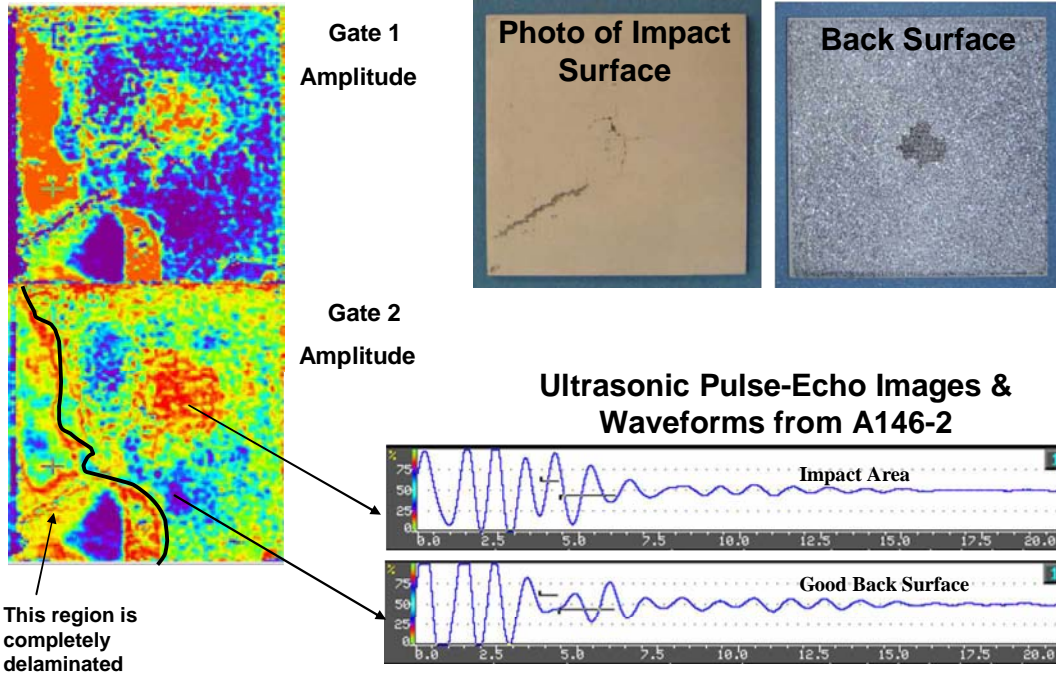 Gate 1
Amplitude
Photo of Impact
Surface
Back Surface
Gate 2
Amplitude
Ultrasonic Pulse-Echo Images &
Waveforms from A146-2
%
75
50
25
0
Impact Area
1
0.0 2.5 5.0 7.5 10.0 12.5 15.0 17.5 20.0
%
75
50
25
0
Good Back Surface
1
0.0 2.5 5.0 7.5 10.0 12.5 15.0 17.5 20.0
This region is
completely
delaminated